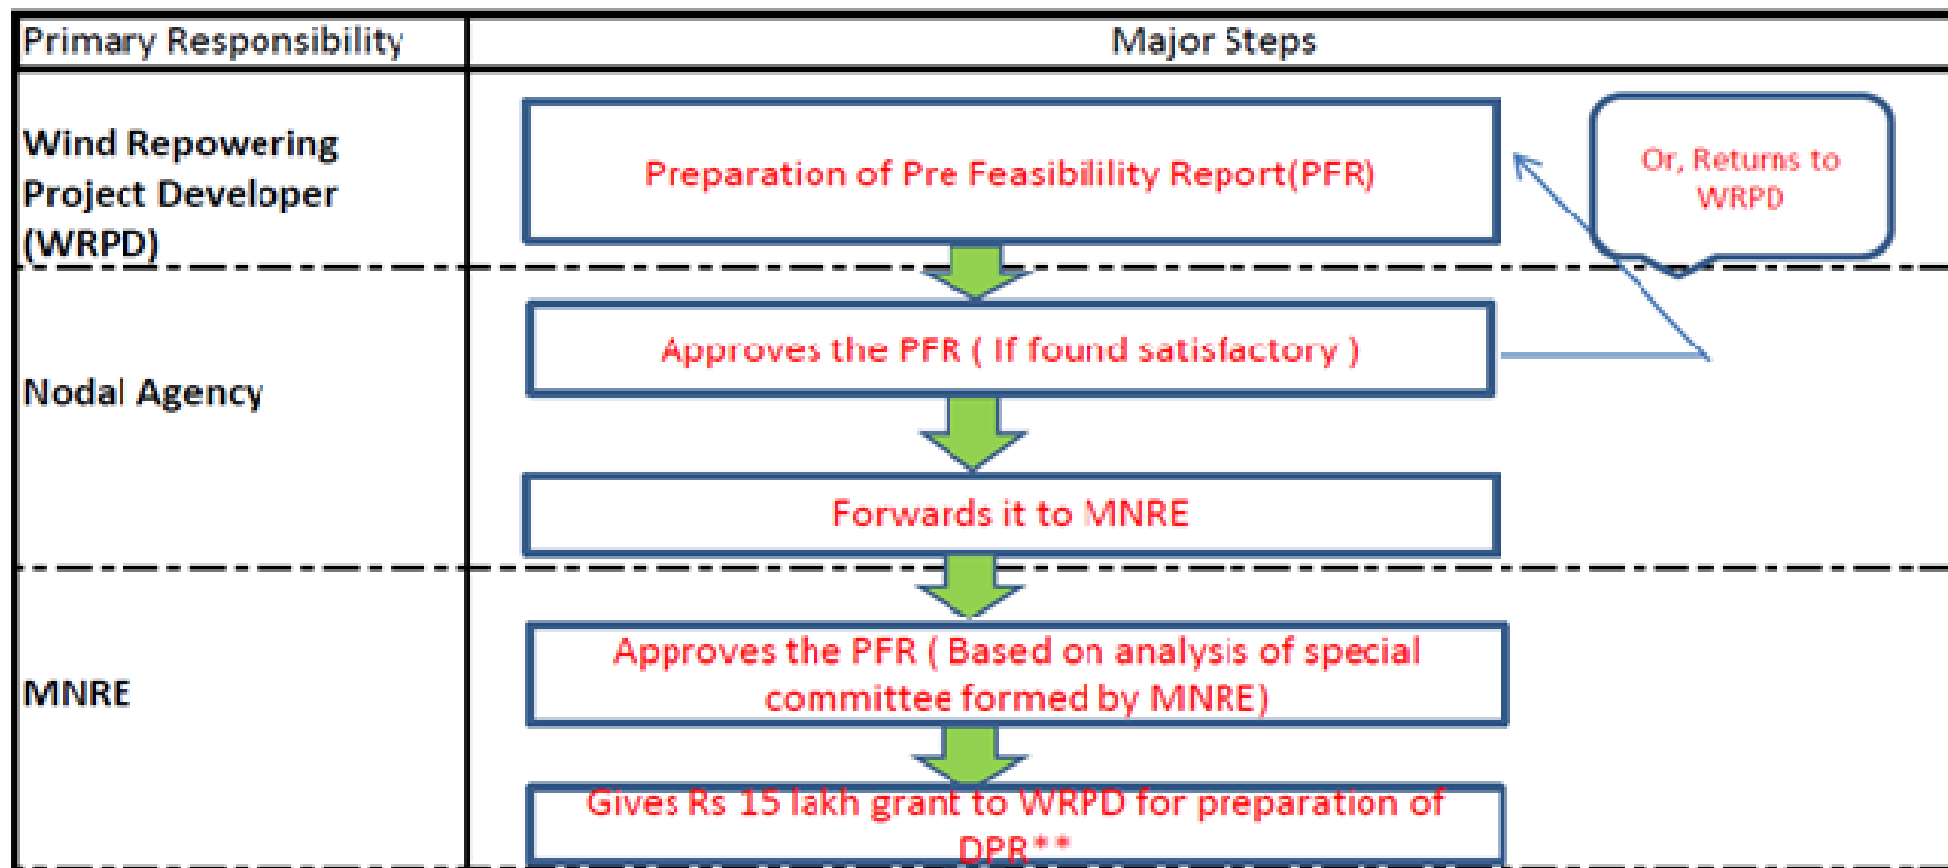 Primary Responsibility
Major Steps
Wind Repowering
Project Developer
(WRPD)
Preparation of Pre Feasibilility Report(PFR)
Or, Returns to
WRPD
Nodal Agency
Approves the PFR ( If found satisfactory )
Forwards it to MNRE
MNRE
Approves the PFR ( Based on analysis of special
committee formed by MNRE)
Gives Rs 15 lakh grant to WRPD for preparation of
DPR**